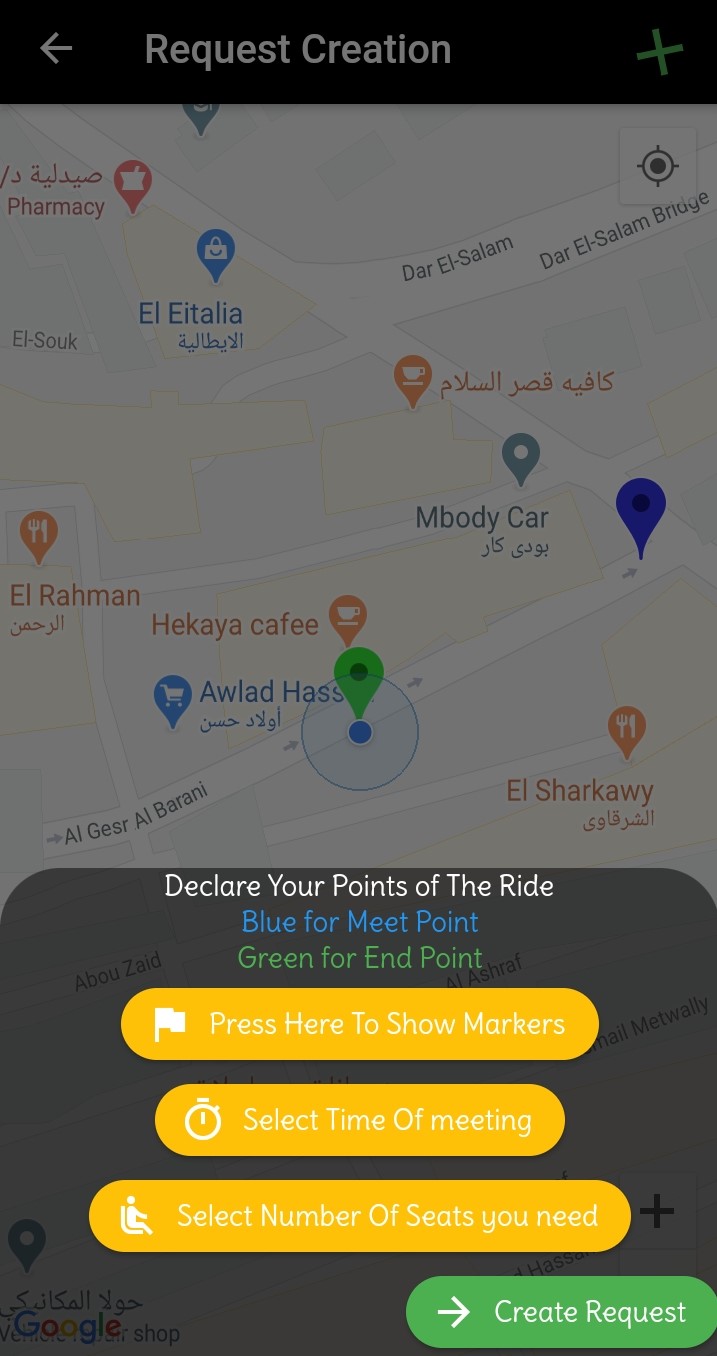 Request Creation
صيدلية د/
Pharmacy
El Eitalia
الايطالية
Dar El-Salam
Dar El-Salam Bridge
El-Souk
كافيه قصر السلام
Mbody Car
بودى كار
El Rahman
الرحمن
Hekaya cafee
Awlad Hass
أولاد حسن
El Sharkawy
الشرقاوى
Al Gesr Al Barani
Declare Your Points of The Ride
Blue for Meet Point
Green for End Point
Abou Zaid
Al Ashraf
Press Here To Show Markers
mail Metwally
Select Time Of meeting
Select Number Of Seats you need
d Hassan
حولا المكانيكي
Create Request
Google
Vehicle repair shop